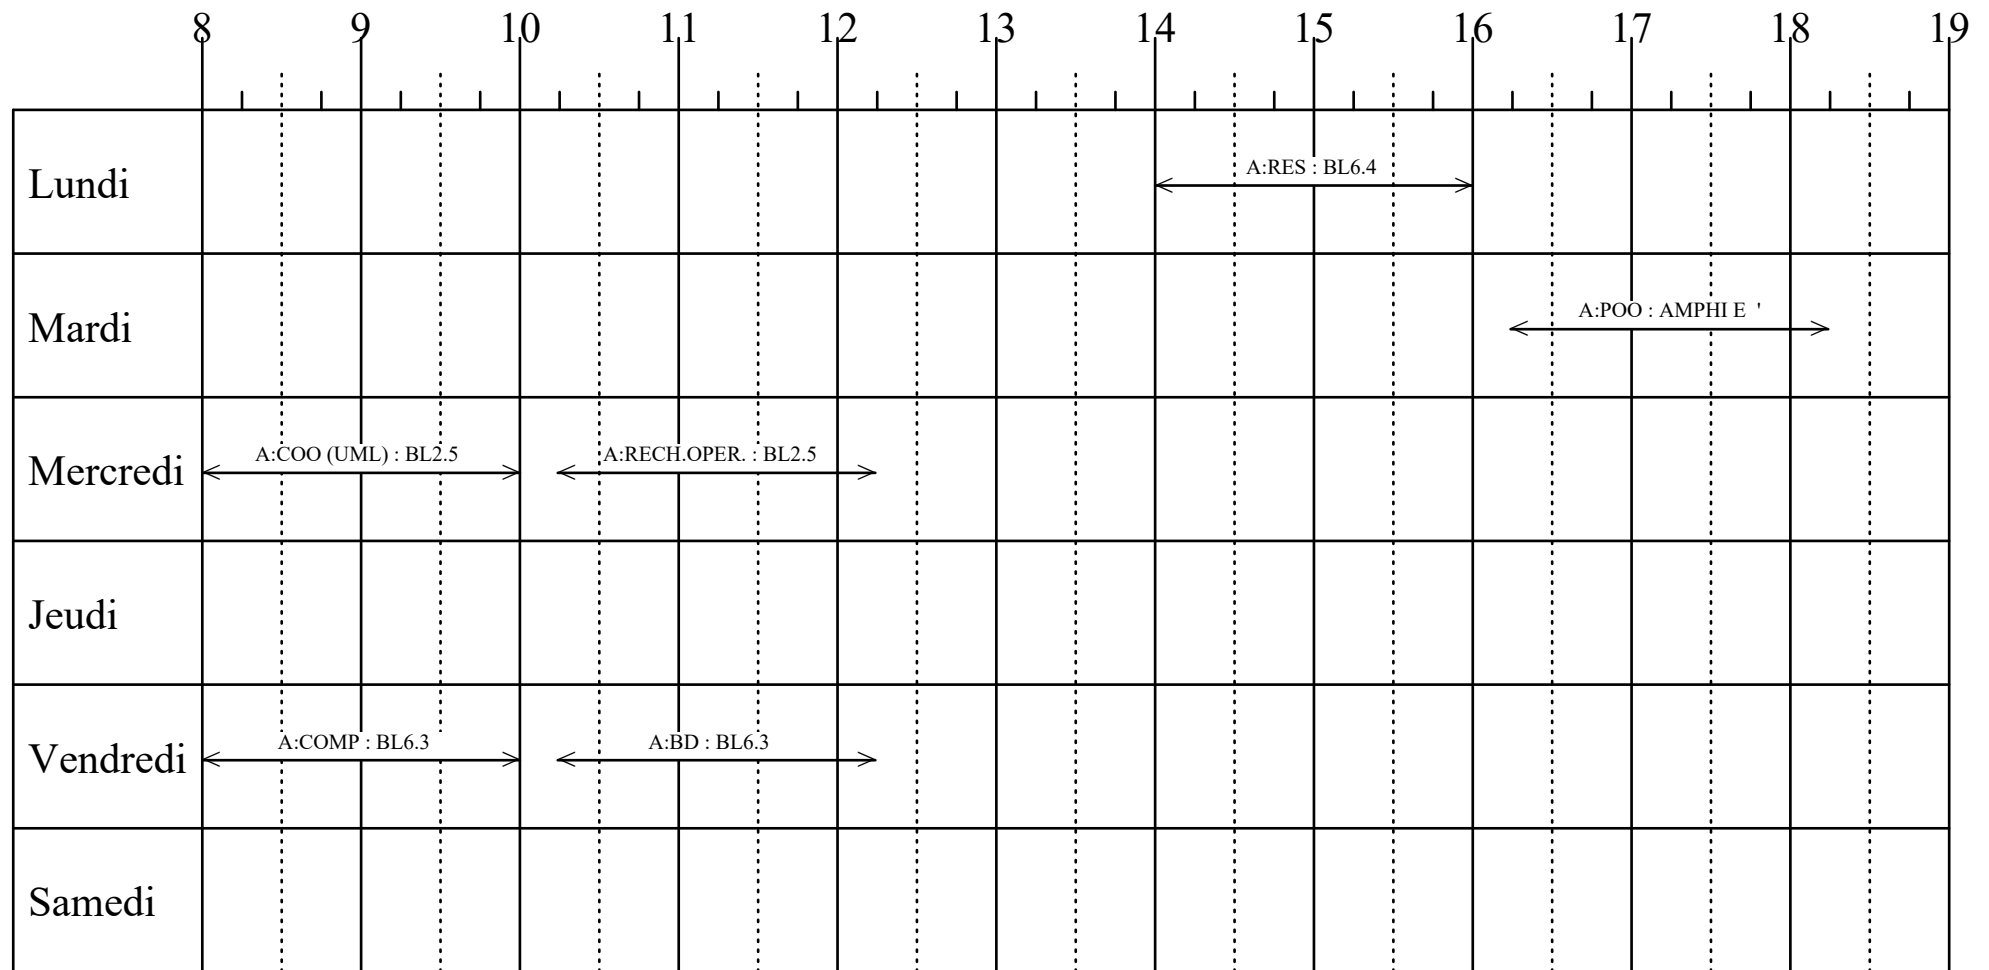 8 9 10 11 12 13 14 15 16 17 18 19
Lundi
A:RES : BL6.4
Mardi
A:POO : AMPHI E '
Mercredi
A:COO (UML) : BL2.5
A:RECH.OPER. : BL2.5
Jeudi
Vendredi
A:COMP : BL6.3
A:BD : BL6.3
Samedi